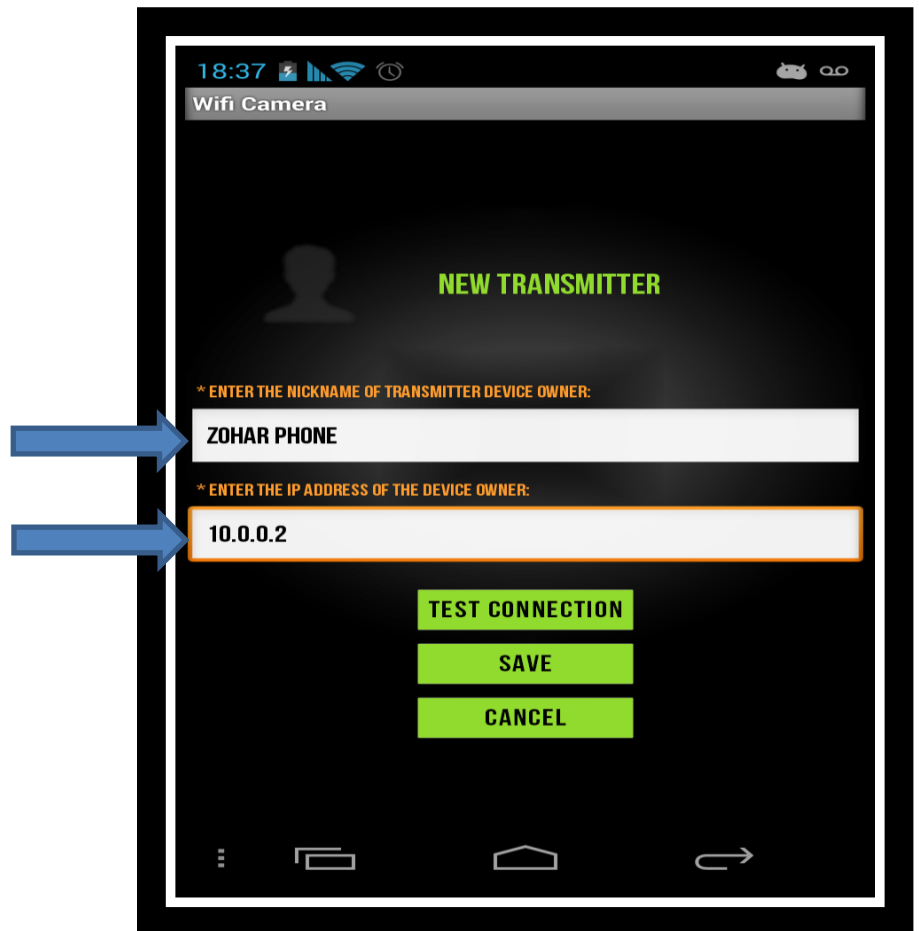 18:37
Wifi Camera
NEW TRANSMITTER
* ENTER THE NICKNAME OF TRANSMITTER DEVICE OWNER:
ZOHAR PHONE
* ENTER THE IP ADDRESS OF THE DEVICE OWNER:
10.0.0.2
TEST CONNECTION
SAVE
CANCEL